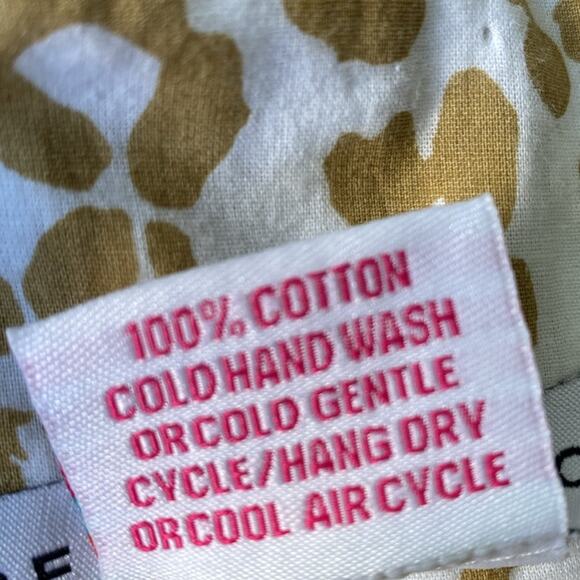 100% COTTON
COLD HAND WASH
OR COLD GENTLE
CYCLE/HANG DRY
OR COOL AIR CYCLE